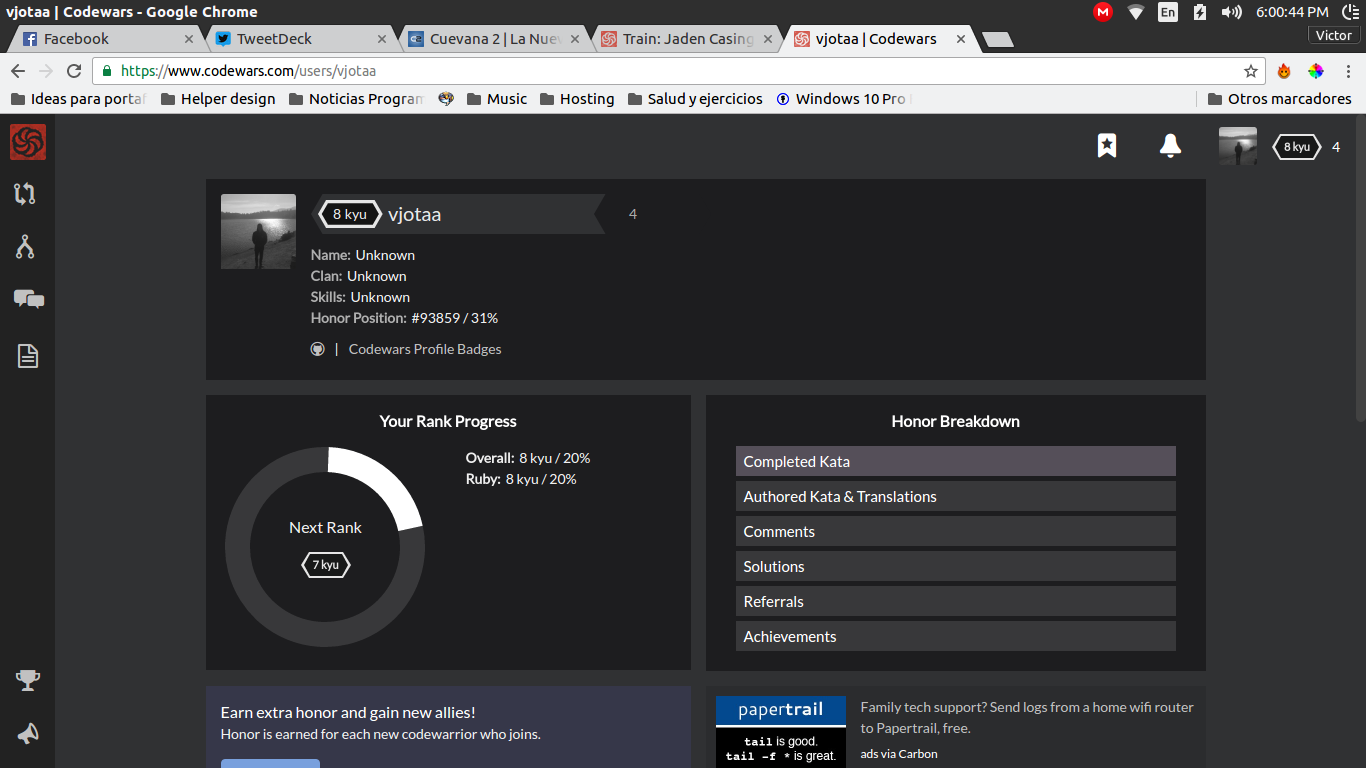 vjotaa | Codewars - Google Chrome
M
En
6:00:44 PM
Facebook
TweetDeck
Cuevana 2 | La Nue
Train: Jaden Casing
vjotaa | Codewars
Victor
https://www.codewars.com/users/vjotaa
Ideas para portaf
Helper design
Noticias Program
Music
Hosting
Salud y ejercicios
Windows 10 Pro
Otros marcadores
8 kyu
4
8 kyu
vjotaa
4
Name: Unknown
Clan: Unknown
Skills: Unknown
Honor Position: #93859 / 31%
| Codewars Profile Badges
Your Rank Progress
Overall: 8 kyu / 20%
Ruby: 8 kyu / 20%
Next Rank
7 kyu
Honor Breakdown
Completed Kata
Authored Kata & Translations
Comments
Solutions
Referrals
Achievements
Earn extra honor and gain new allies!
Honor is earned for each new codewarrior who joins.
papertrail
tail is good.
tail -f * is great.
Family tech support? Send logs from a home wifi router
to Papertrail, free.
ads via Carbon